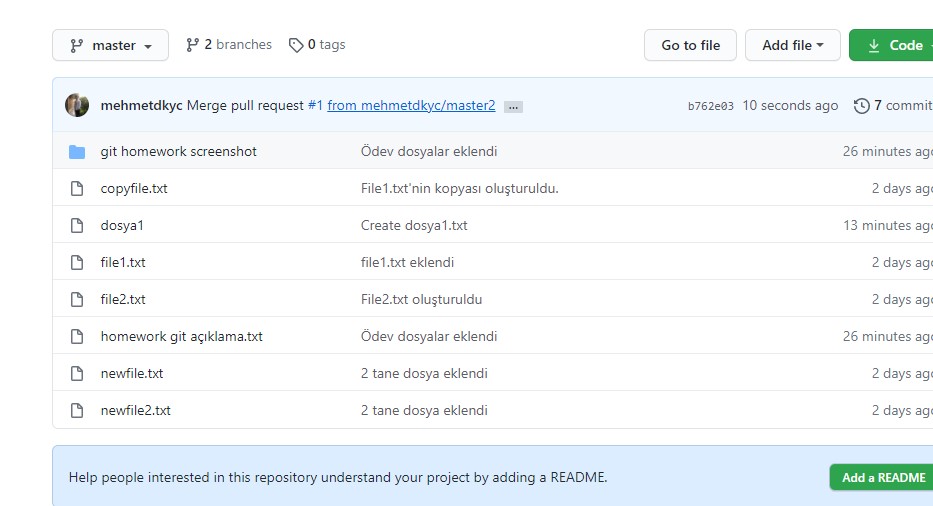 master 2 branches 0 tags Go to file Add file Code
mehmetdkyc Merge pull request #1 from mehmetdkyc/master2 ... b762e03 10 seconds ago 7 commit
git homework screenshot Ödev dosyalar eklendi 26 minutes ago
copyfile.txt File1.txt'nin kopyası oluşturuldu. 2 days ago
dosya1 Create dosya1.txt 13 minutes ago
file1.txt file1.txt eklendi 2 days ago
file2.txt File2.txt oluşturuldu 2 days ago
homework git açıklama.txt Ödev dosyalar eklendi 26 minutes ago
newfile.txt 2 tane dosya eklendi 2 days ago
newfile2.txt 2 tane dosya eklendi 2 days ago
Help people interested in this repository understand your project by adding a README. Add a README